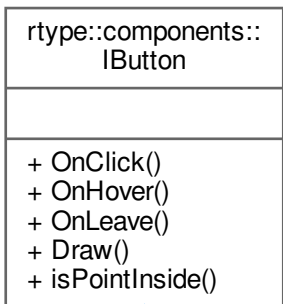 rtype::components::
IButton
+ OnClick()
+ OnHover()
+ OnLeave()
+ Draw()
+ isPointInside()